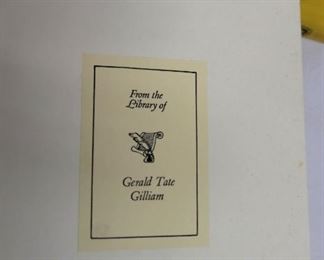 From the
Library of
Gerald Tate
Gilliam